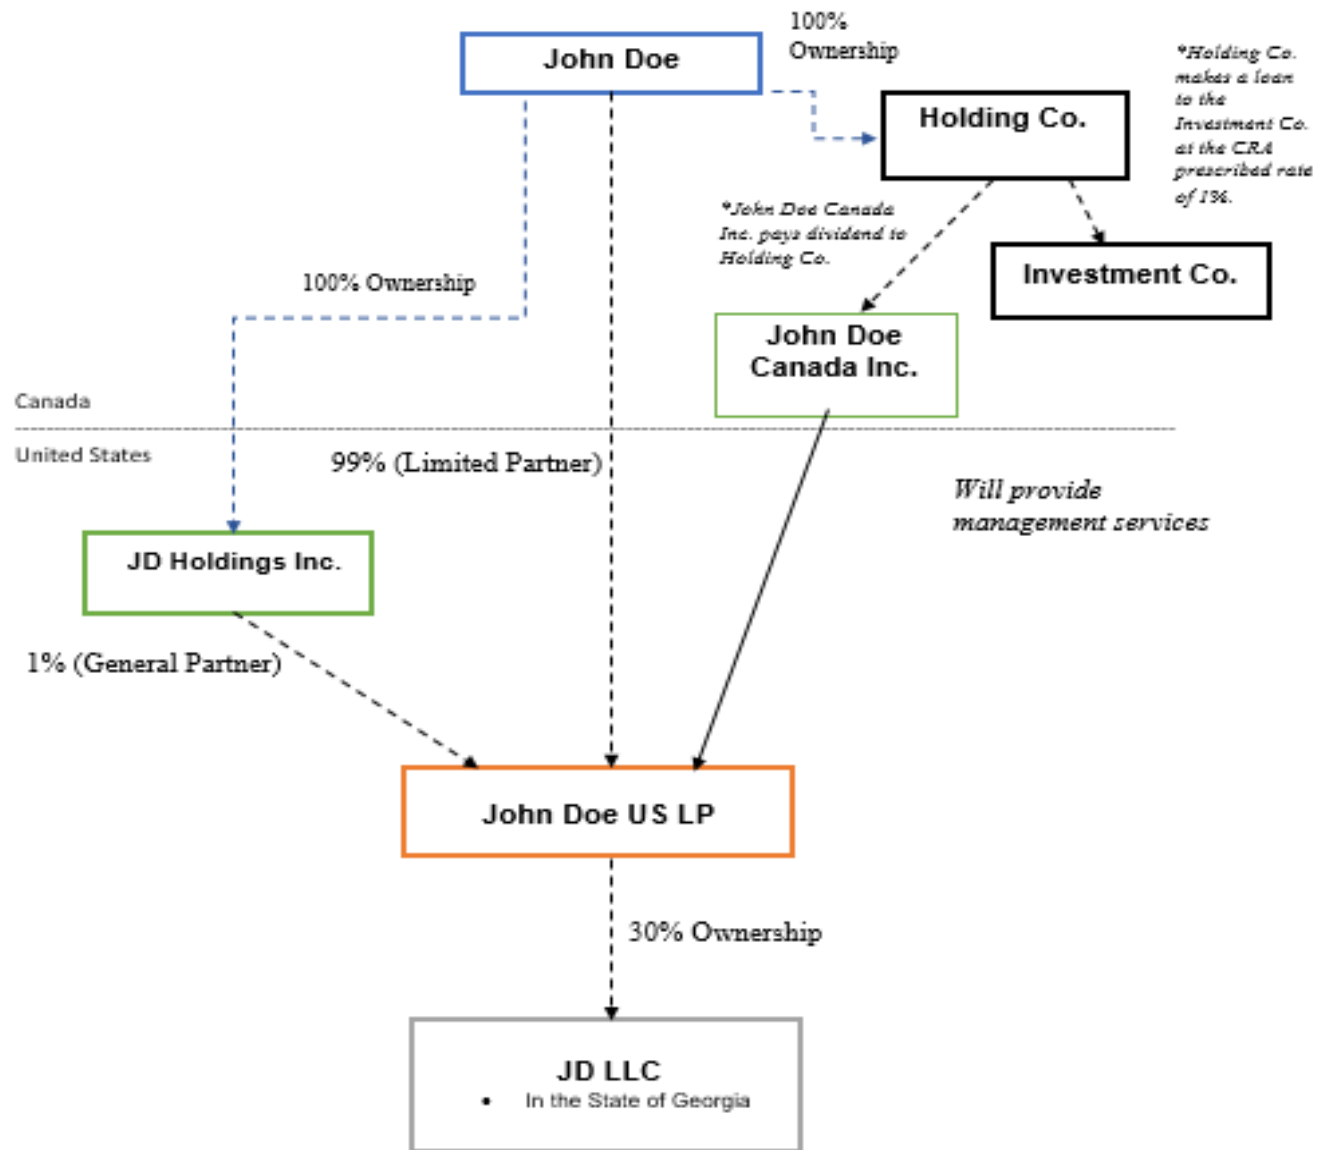 John Doe
100%
Ownership
Holding Co.
*Holding Co.
makes a loan
to the
Investment Co.
at the CRA
prescribed rate
of 1%.
*John Doe Canada
Inc. pays dividend to
Holding Co.
Investment Co.
100% Ownership
John Doe
Canada Inc.
Canada
United States
99% (Limited Partner)
Will provide
management services
JD Holdings Inc.
1% (General Partner)
John Doe US LP
30% Ownership
JD LLC
• In the State of Georgia